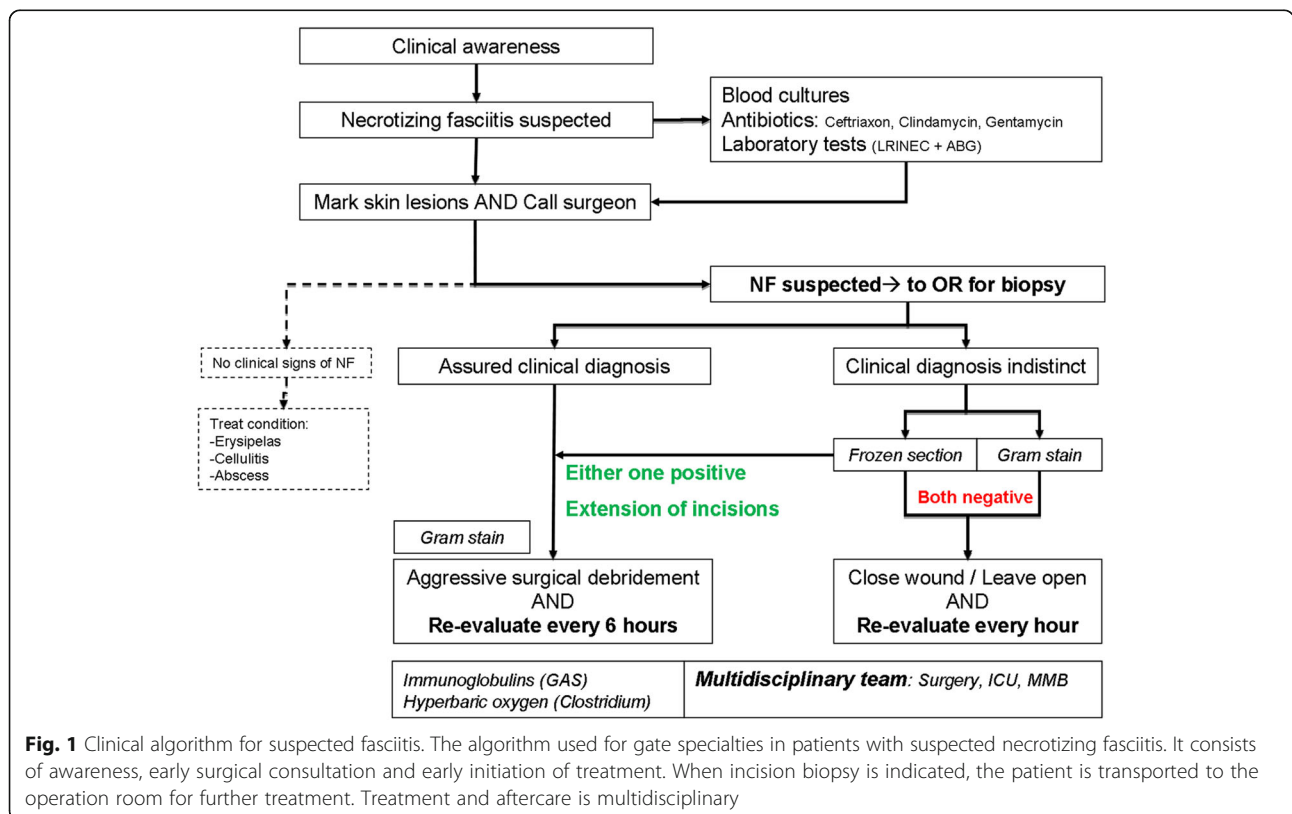 Clinical awareness
Necrotizing fasciitis suspected
Blood cultures
Antibiotics: Ceftriaxon, Clindamycin, Gentamycin
Laboratory tests (LRINEC + ABG)
Mark skin lesions AND Call surgeon
NF suspected→ to OR for biopsy
No clinical signs of NF
Assured clinical diagnosis
Clinical diagnosis indistinct
Treat condition:
-Erysipelas
-Cellulitis
-Abscess
Frozen section
Gram stain
Either one positive
Extension of incisions
Both negative
Gram stain
Aggressive surgical debridement
AND
Re-evaluate every 6 hours
Close wound / Leave open
AND
Re-evaluate every hour
Immunoglobulins (GAS)
Hyperbaric oxygen (Clostridium)
Multidisciplinary team: Surgery, ICU, MMB
Fig. 1 Clinical algorithm for suspected fasciitis. The algorithm used for gate specialties in patients with suspected necrotizing fasciitis. It consists
of awareness, early surgical consultation and early initiation of treatment. When incision biopsy is indicated, the patient is transported to the
operation room for further treatment. Treatment and aftercare is multidisciplinary